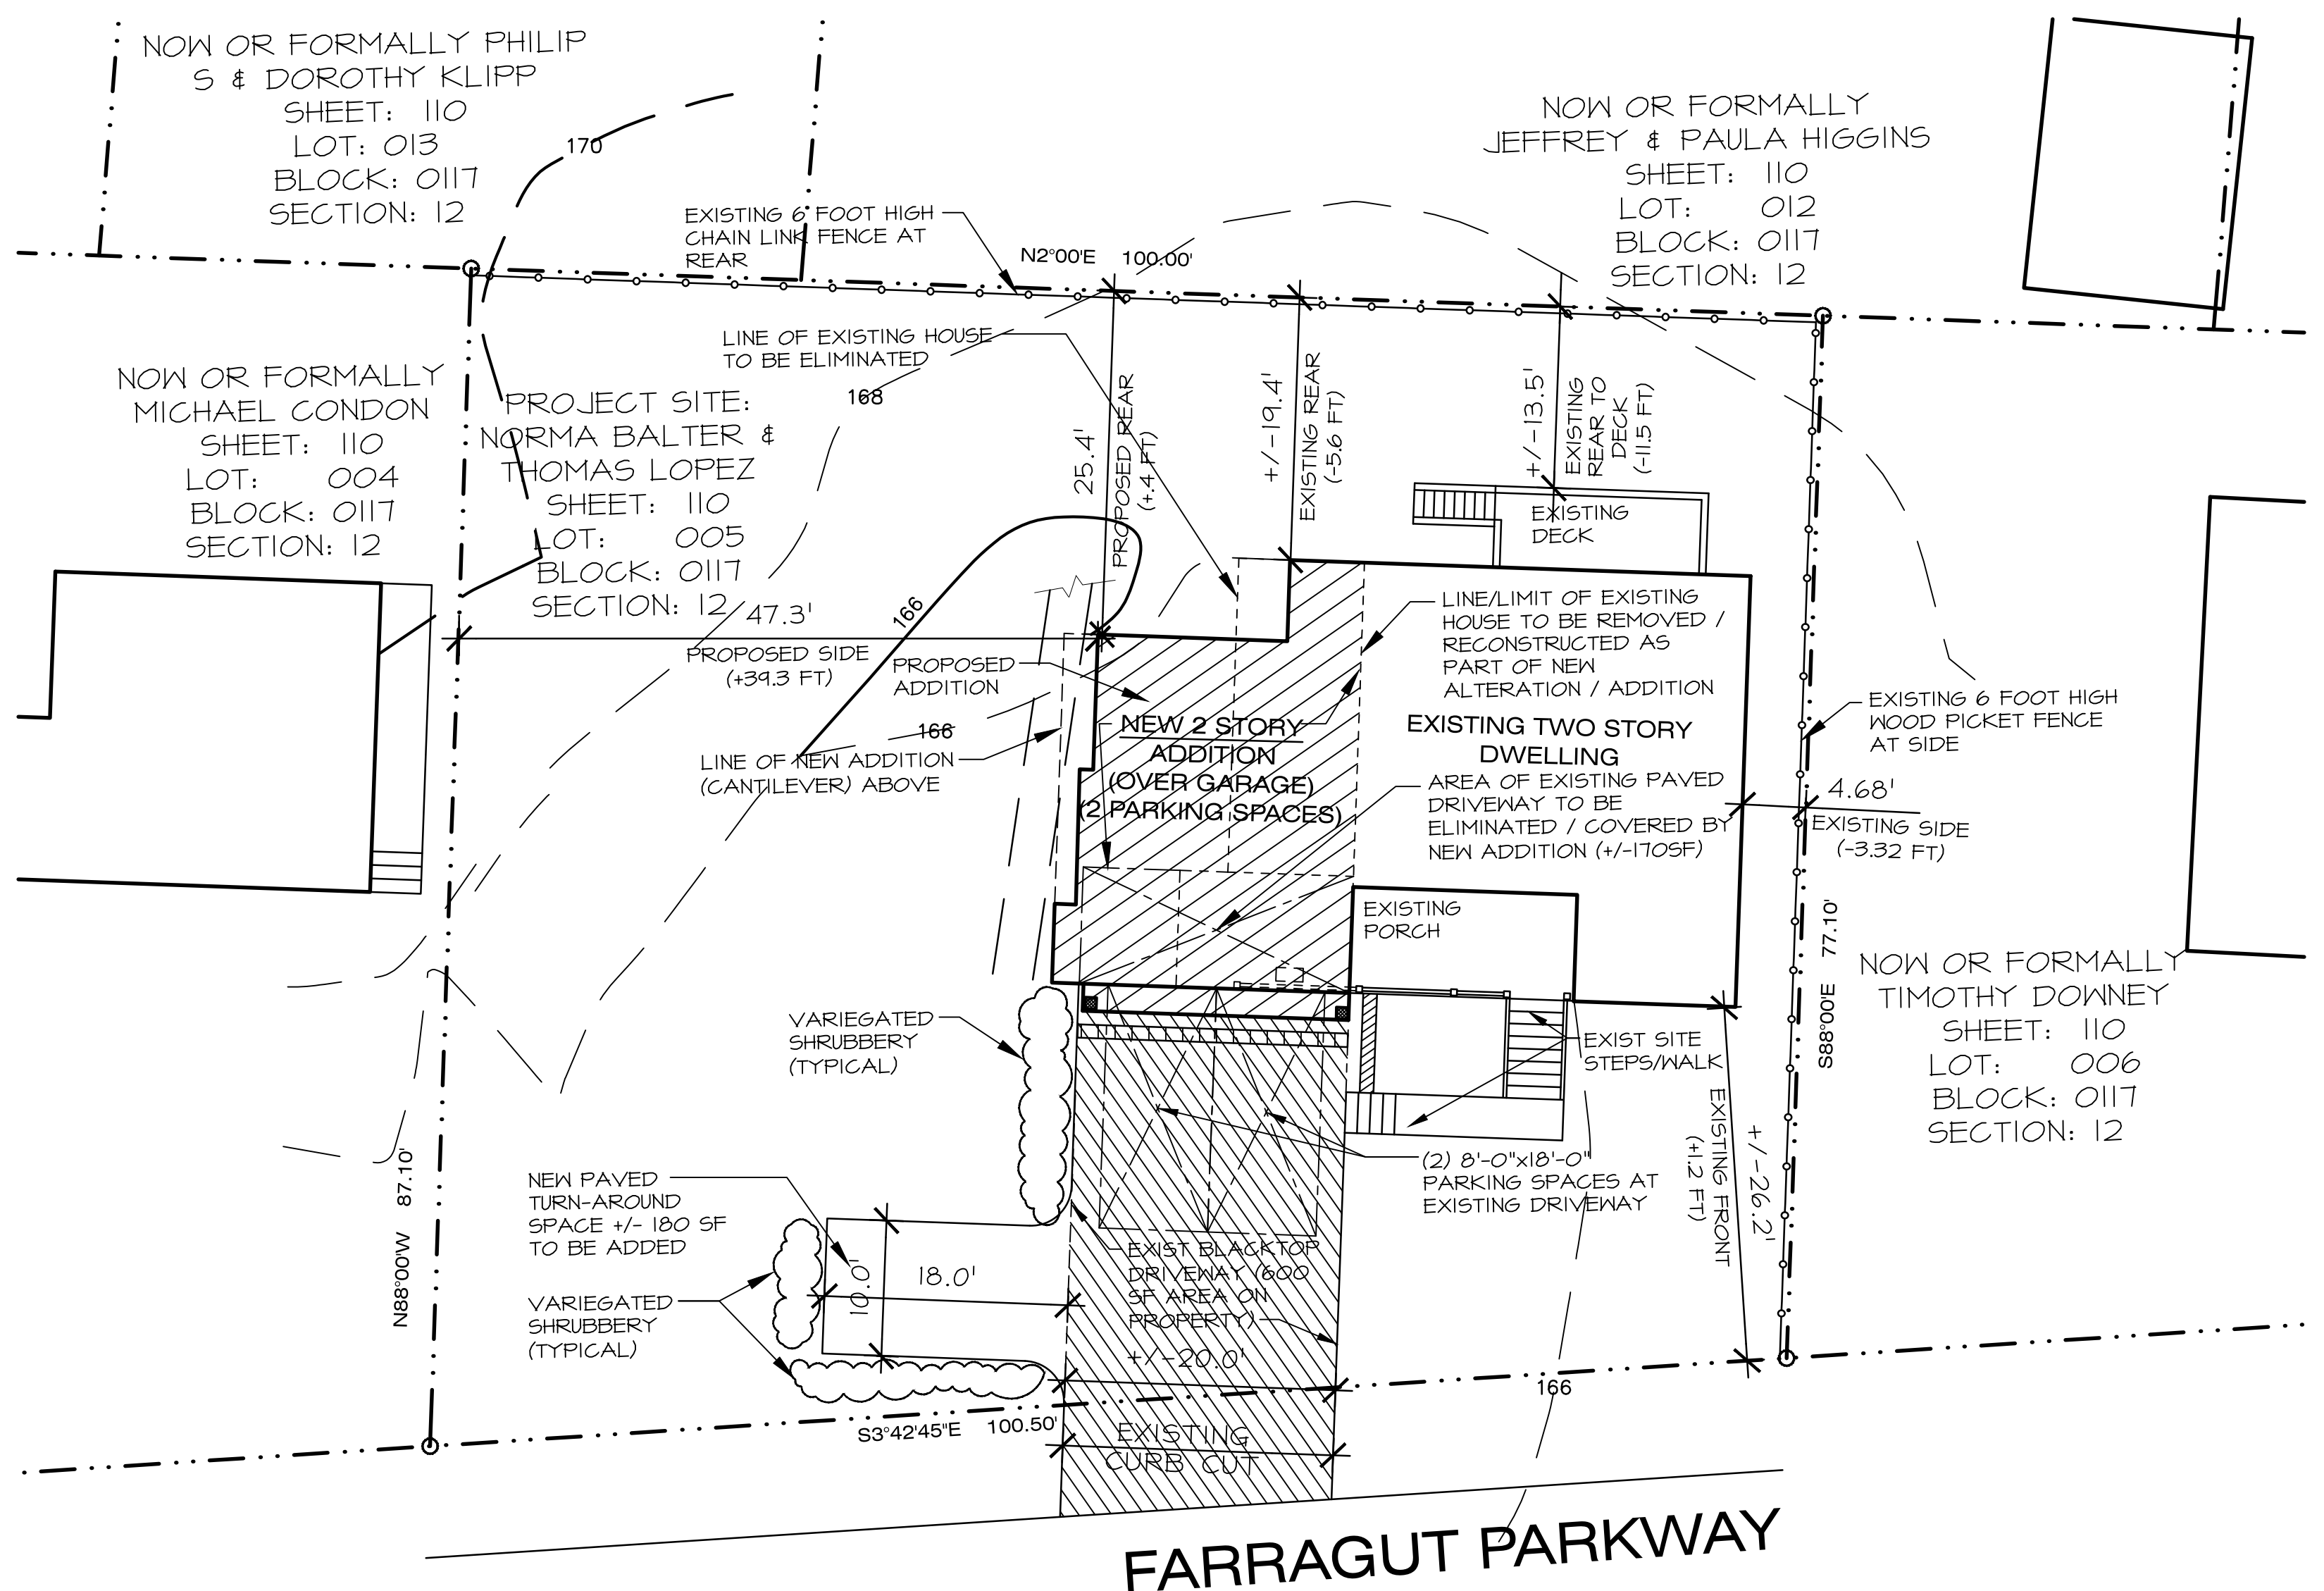 NOW OR FORMALLY PHILIP
S & DOROTHY KLIPP
SHEET: 110
LOT: 013
BLOCK: 0117
SECTION: 12
170
EXISTING 6 FOOT HIGH
CHAIN LINK FENCE AT
REAR
N2°00'E 100.00'
NOW OR FORMALLY
JEFFREY & PAULA HIGGINS
SHEET: 110
LOT: 012
BLOCK: 0117
SECTION: 12
NOW OR FORMALLY
MICHAEL CONDON
SHEET: 110
LOT: 004
BLOCK: 0117
SECTION: 12
PROJECT SITE:
NORMA BALTER &
THOMAS LOPEZ
SHEET: 110
LOT: 005
BLOCK: 0117
SECTION: 12
LINE OF EXISTING HOUSE
TO BE ELIMINATED
168
25.4'
PROPOSED REAR
(+.4 FT)
+/-19.4'
EXISTING REAR
(-5.6 FT)
+/-13.5'
EXISTING
REAR TO
DECK
(-11.5 FT)
EXISTING
DECK
47.3'
PROPOSED SIDE
(+39.3 FT)
166
PROPOSED
ADDITION
166
LINE OF NEW ADDITION
(CANTILEVER) ABOVE
NEW 2 STORY
ADDITION
(OVER GARAGE)
(2 PARKING SPACES)
LINE/LIMIT OF EXISTING
HOUSE TO BE REMOVED /
RECONSTRUCTED AS
PART OF NEW
ALTERATION / ADDITION
EXISTING TWO STORY
DWELLING
AREA OF EXISTING PAVED
DRIVEWAY TO BE
ELIMINATED / COVERED BY
NEW ADDITION (+/-170SF)
EXISTING
PORCH
EXISTING 6 FOOT HIGH
WOOD PICKET FENCE
AT SIDE
4.68'
EXISTING SIDE
(-3.32 FT)
S88°00'E 77.10'
NOW OR FORMALLY
TIMOTHY DOWNEY
SHEET: 110
LOT: 006
BLOCK: 0117
SECTION: 12
VARIEGATED
SHRUBBERY
(TYPICAL)
EXIST SITE
STEPS/WALK
EXISTING FRONT
(+1.2 FT)
+/-26.2'
(2) 8'-0"x18'-0"
PARKING SPACES AT
EXISTING DRIVEWAY
N88°00'W 87.10'
NEW PAVED
TURN-AROUND
SPACE +/- 180 SF
TO BE ADDED
VARIEGATED
SHRUBBERY
(TYPICAL)
10.0'
18.0'
EXIST BLACKTOP
DRIVEWAY (600
SF AREA ON
PROPERTY)
+/-20.0'
166
S3°42'45"E 100.50'
EXISTING
CURB CUT
FARRAGUT PARKWAY